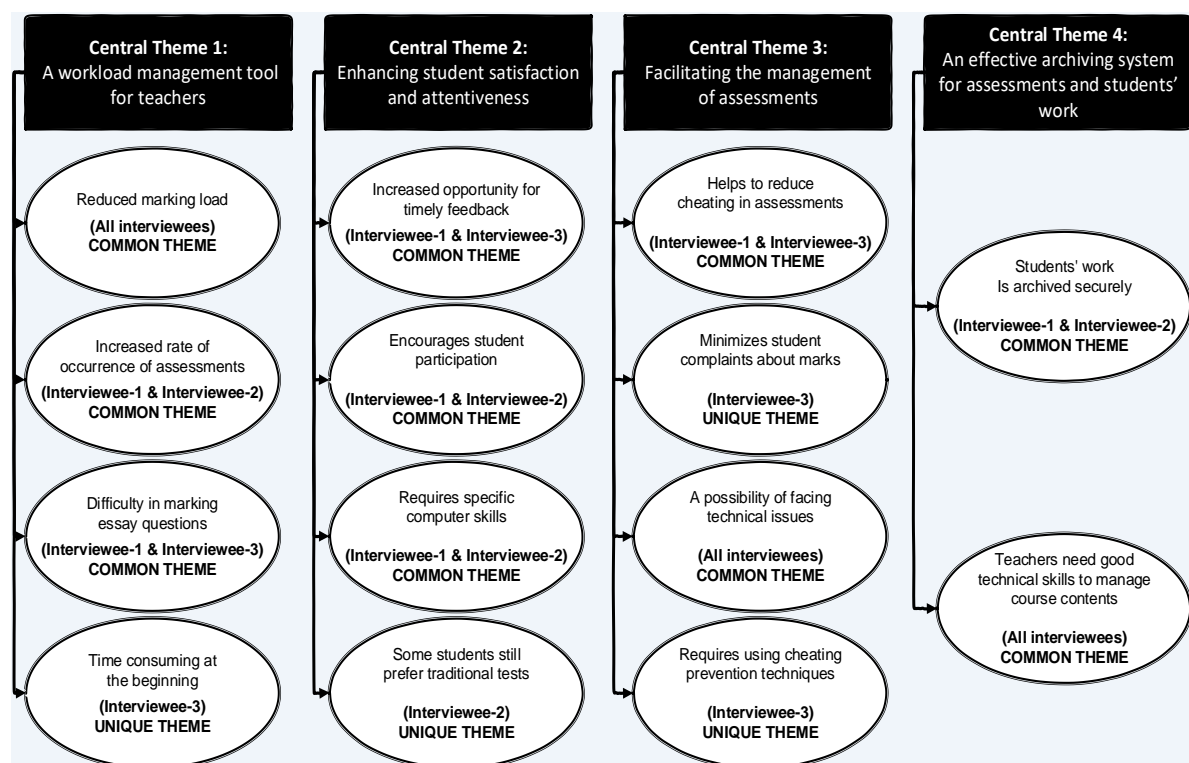 Central Theme 1:
A workload management tool
for teachers
Reduced marking load
(All interviewees)
COMMON THEME
Increased rate of
occurrence of assessments
(Interviewee-1 & Interviewee-2)
COMMON THEME
Difficulty in marking
essay questions
(Interviewee-1 & Interviewee-3)
COMMON THEME
Time consuming at
the beginning
(Interviewee-3)
UNIQUE THEME
Central Theme 2:
Enhancing student satisfaction
and attentiveness
Increased opportunity for
timely feedback
(Interviewee-1 & Interviewee-3)
COMMON THEME
Encourages student
participation
(Interviewee-1 & Interviewee-2)
COMMON THEME
Requires specific
computer skills
(Interviewee-1 & Interviewee-2)
COMMON THEME
Some students still
prefer traditional tests
(Interviewee-2)
UNIQUE THEME
Central Theme 3:
Facilitating the management
of assessments
Helps to reduce
cheating in assessments
(Interviewee-1 & Interviewee-3)
COMMON THEME
Minimizes student
complaints about marks
(Interviewee-3)
UNIQUE THEME
A possibility of facing
technical issues
(All interviewees)
COMMON THEME
Requires using cheating
prevention techniques
(Interviewee-3)
UNIQUE THEME
Central Theme 4:
An effective archiving system
for assessments and students’
work
Students' work
Is archived securely
(Interviewee-1 & Interviewee-2)
COMMON THEME
Teachers need good
technical skills to manage
course contents
(All interviewees)
COMMON THEME